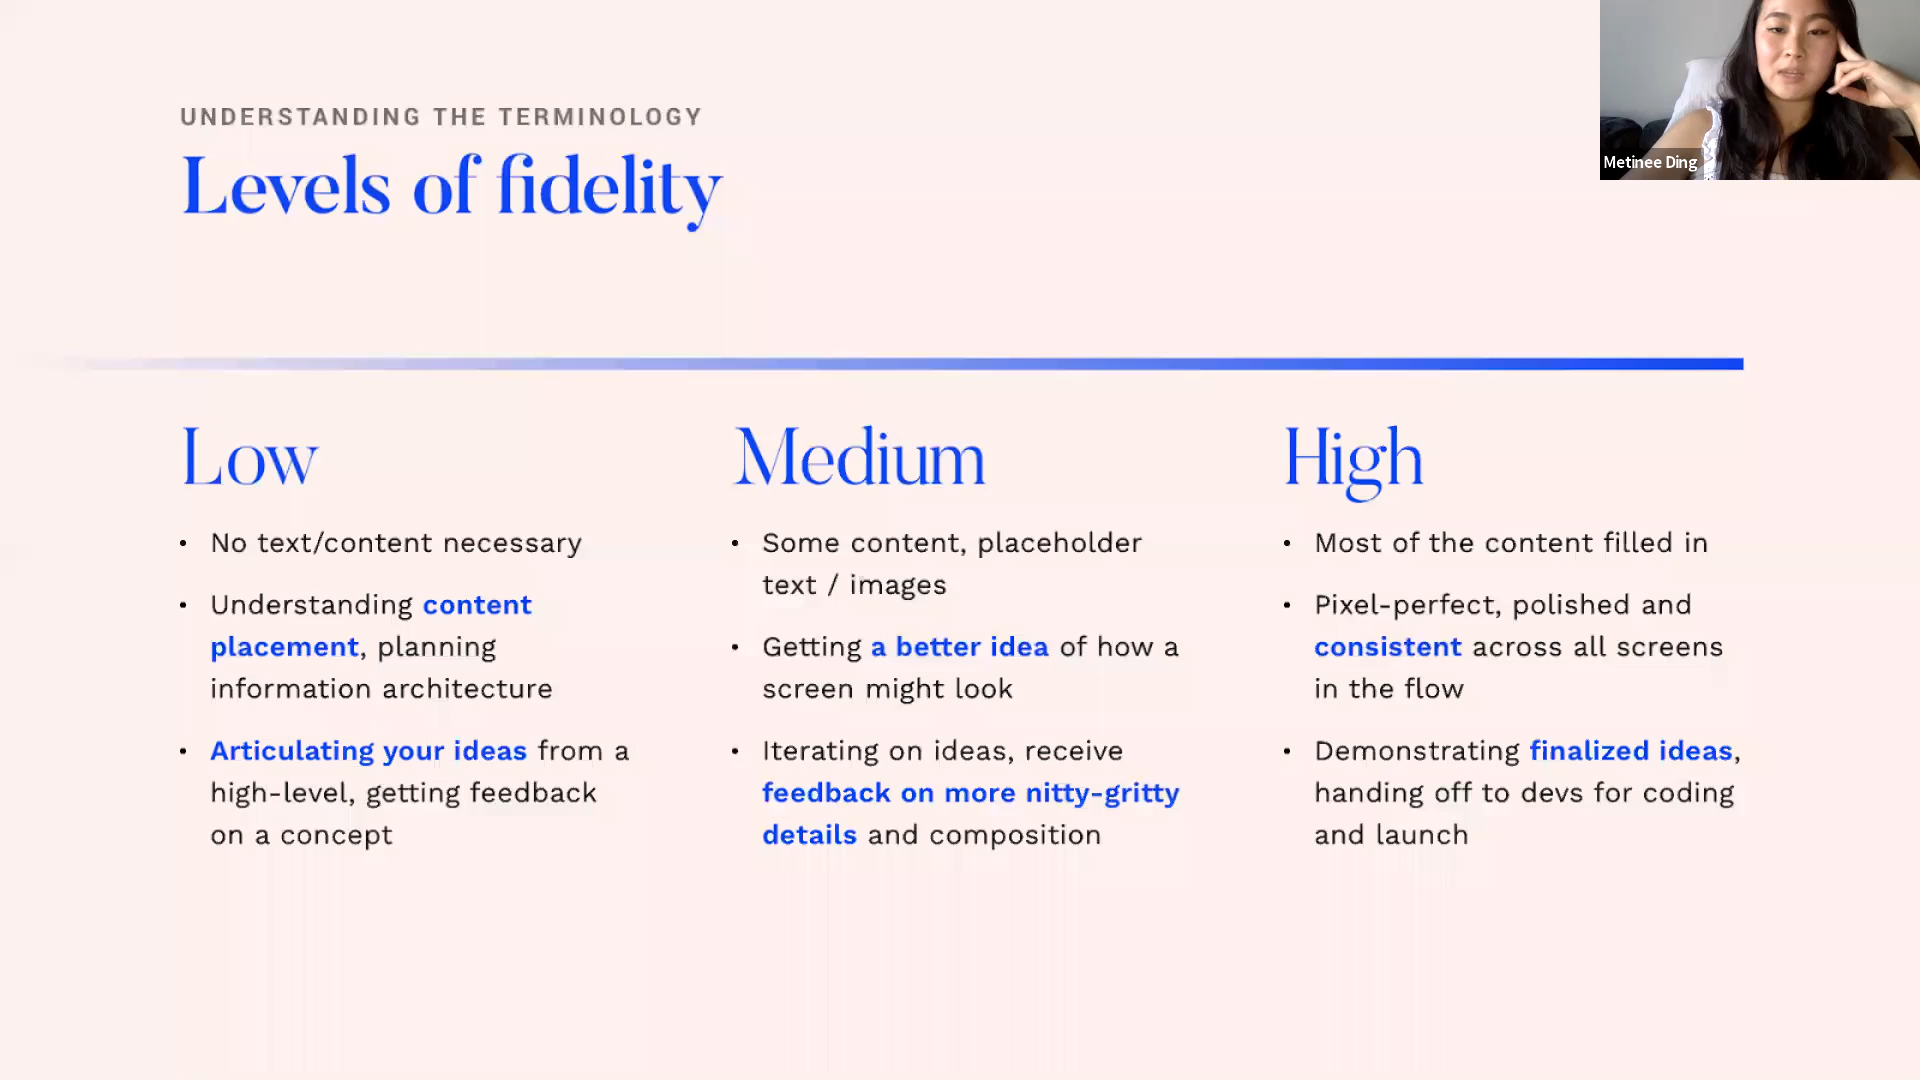 UNDERSTANDING THE TERMINOLOGY
Levels of fidelity
Metinee Ding
Low
• No text/content necessary
• Understanding content
placement, planning
information architecture
• Articulating your ideas from a
high-level, getting feedback
on a concept
Medium
• Some content, placeholder
text / images
• Getting a better idea of how a
screen might look
• Iterating on ideas, receive
feedback on more nitty-gritty
details and composition
High
• Most of the content filled in
• Pixel-perfect, polished and
consistent across all screens
in the flow
• Demonstrating finalized ideas,
handing off to devs for coding
and launch